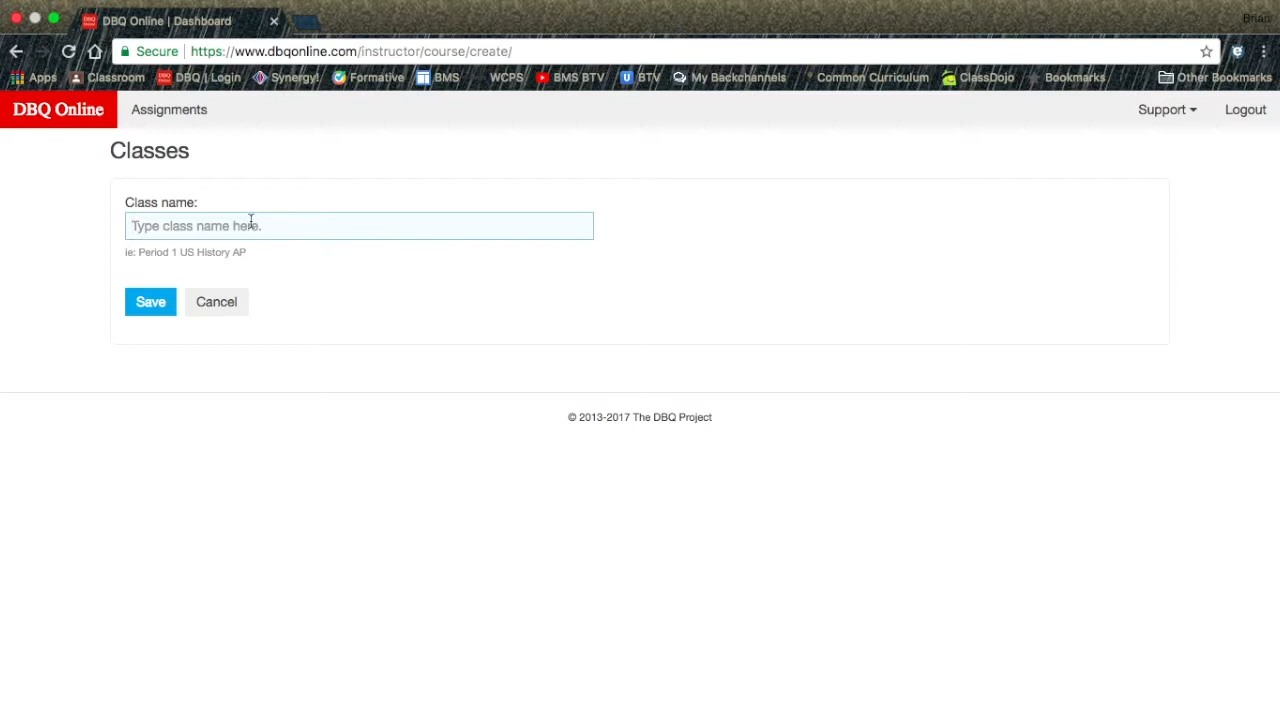 DBQ Online | Dashboard
Brian
Secure https://www.dbqonline.com/instructor/course/create/
Apps Classroom DBQ | Login Synergy! Formative BMS WCPS BMS BTV BTV My Backchannels Common Curriculum ClassDojo Bookmarks Other Bookmarks
DBQ Online Assignments Support Logout
Classes
Class name:
Type class name here.
ie: Period 1 US History AP
Save Cancel
© 2013-2017 The DBQ Project